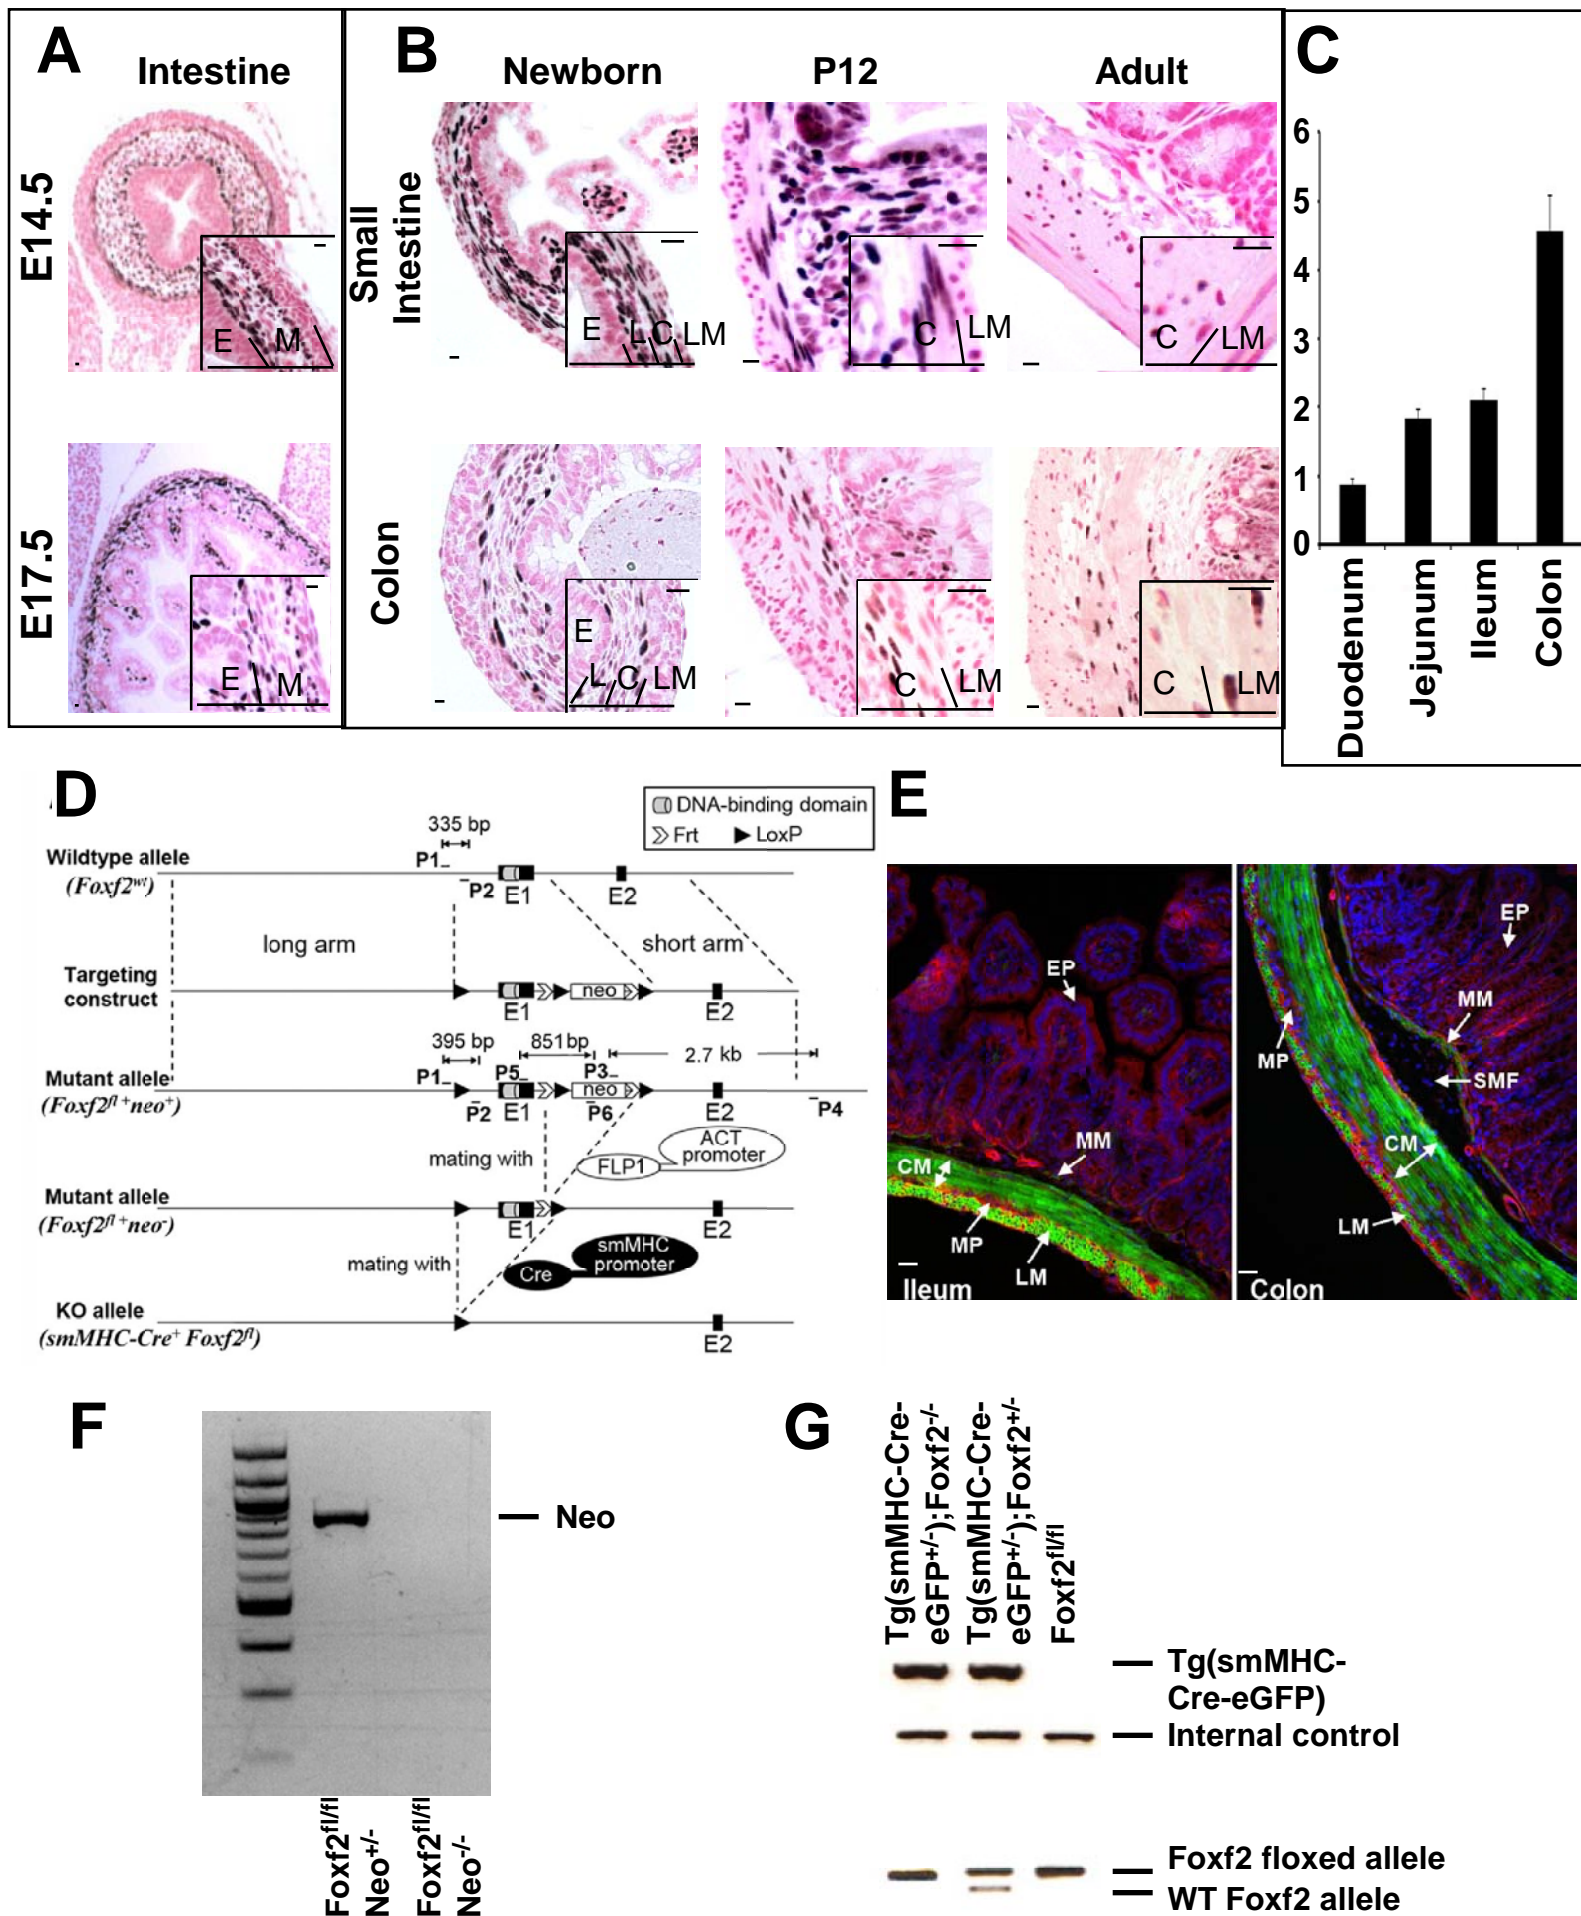 A
Intestine
E14.5
E
M
E17.5
E
M
B
Newborn
P12
Adult
Small
Intestine
E
L
C
LM
C
LM
C
LM
Colon
E
L
C
LM
C
LM
C
LM
C
6
5
4
3
2
1
0
Duodenum
Jejunum
Ileum
Colon
D
DNA-binding domain
Frt
LoxP
335 bp
Wildtype allele
P1
(Foxf2wt)
P2
E1
E2
long arm
short arm
Targeting
construct
neo
E1
E2
395 bp
851bp
2.7 kb
Mutant allele
P1
P5
P3
(Foxf2fl+neo+)
neo
P2
E1
P6
E2
P4
mating with
FLP1
ACT
promoter
Mutant allele
(Foxf2fl+neo-)
E1
E2
mating with
Cre
smMHC
promoter
KO allele
(smMHC-Cre+ Foxf2fl)
E2
E
EP
MM
CM
MP
LM
Ileum
EP
MM
MP
SMF
CM
LM
Colon
F
Neo
Foxf2fl/fl
Neo+/-
Foxf2fl/fl
Neo-/-
G
Tg(smMHC-Cre-
eGFP+/-);Foxf2-/-
Tg(smMHC-Cre-
eGFP+/-);Foxf2+/-
Foxf2fl/fl
Tg(smMHC-
Cre-eGFP)
Internal control
Foxf2 floxed allele
WT Foxf2 allele